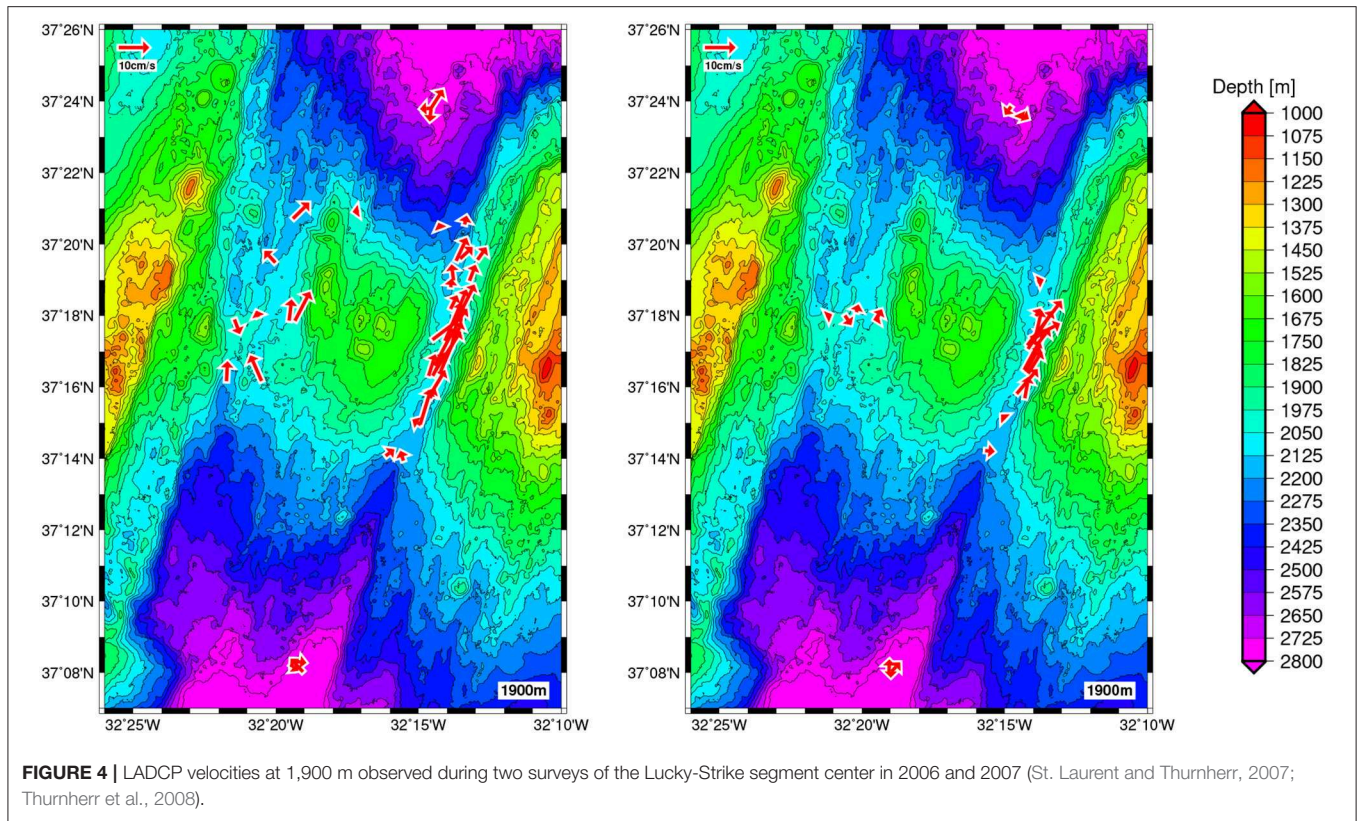 37°26'N
37°24'N
37°22'N
37°20'N
37°18'N
37°16'N
37°14'N
37°12'N
37°10'N
37°08'N
10cm/s
1900m
32°25'W
32°20'W
32°15'W
32°10'W
37°26'N
37°24'N
37°22'N
37°20'N
37°18'N
37°16'N
37°14'N
37°12'N
37°10'N
37°08'N
10cm/s
1900m
32°25'W
32°20'W
32°15'W
32°10'W
Depth [m]
1000
1075
1150
1225
1300
1375
1450
1525
1600
1675
1750
1825
1900
1975
2050
2125
2200
2275
2350
2425
2500
2575
2650
2725
2800
FIGURE 4 | LADCP velocities at 1,900 m observed during two surveys of the Lucky-Strike segment center in 2006 and 2007 (St. Laurent and Thurnherr, 2007;
Thurnherr et al., 2008).